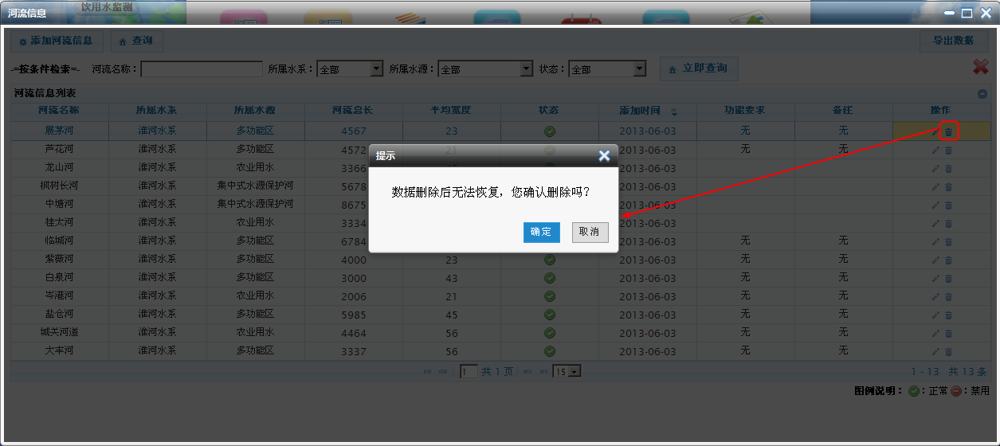 饮用水监测
河流信息
添加河流信息 查询 导出数据
-=按条件检索=- 河流名称： 所属水系：全部 所属水源：全部 状态：全部 立即查询
河流信息列表
河流名称 所属水系 所属水源 河流总长 平均宽度 状态 添加时间 功能要求 备注 操作
展茅河 淮河水系 多功能区 4567 23 2013-06-03 无 无
芦花河 淮河水系 多功能区 4572 21 2013-06-03 无 无
龙山河 淮河水系 农业用水 3366 2013-06-03
枫树长河 淮河水系 集中式水源保护河 5678 2013-06-03
中塘河 淮河水系 集中式水源保护河 8675 2013-06-03
桂太河 淮河水系 农业用水 3334 2013-06-03
临城河 淮河水系 多功能区 6784 2013-06-03 无 无
紫薇河 淮河水系 多功能区 4000 23 2013-06-03 无 无
白泉河 淮河水系 多功能区 3000 43 2013-06-03 无 无
岑港河 淮河水系 农业用水 2006 21 2013-06-03 无 无
盐仓河 淮河水系 多功能区 5985 45 2013-06-03 无 无
城关河道 淮河水系 农业用水 4464 56 2013-06-03 无 无
大丰河 淮河水系 多功能区 3337 56 2013-06-03 无 无
提示
数据删除后无法恢复，您确认删除吗？
确定 取消
1 共 1 页 15 1 - 13 共 13 条
图例说明： ：正常 ：禁用